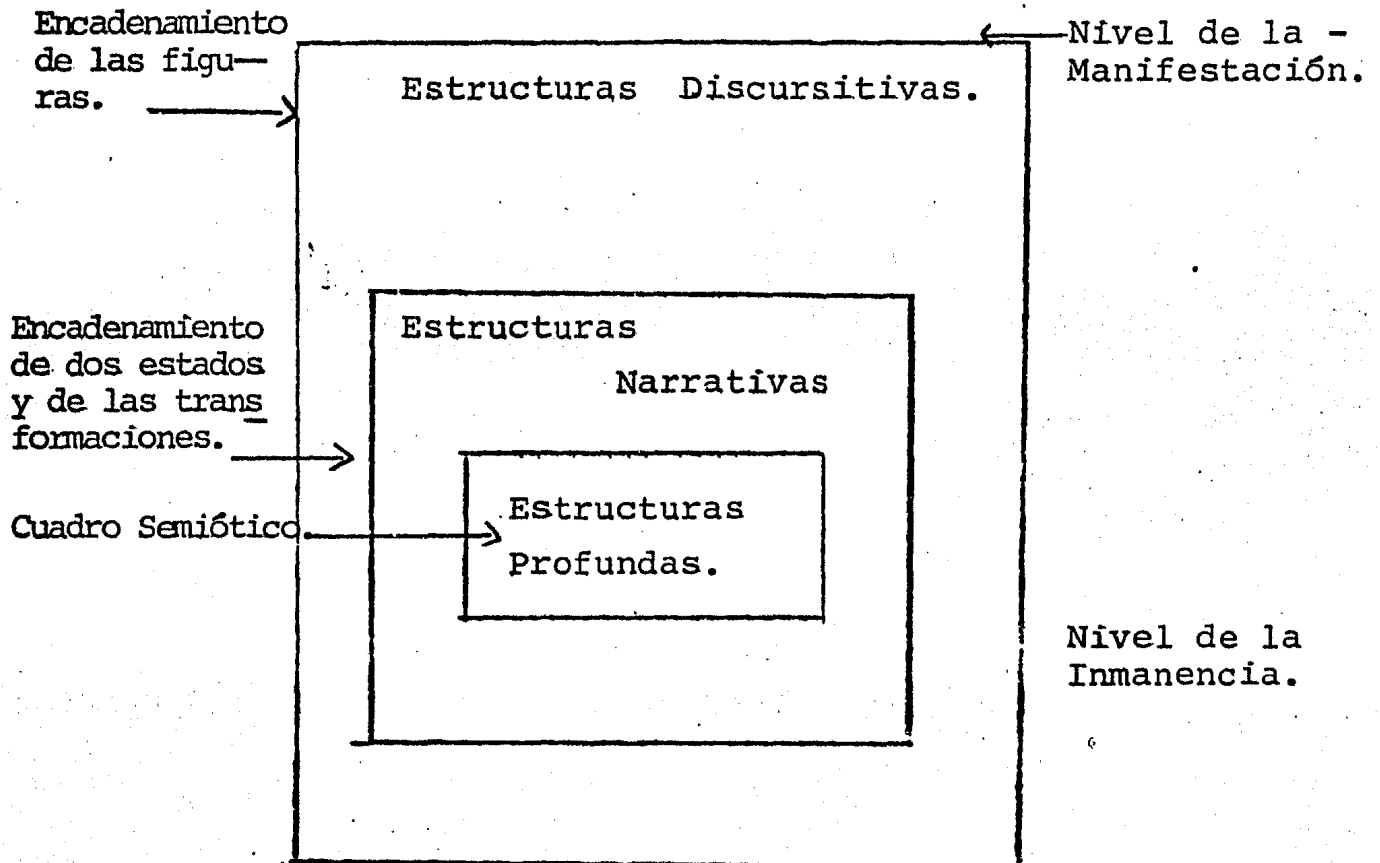 Encadenamiento
de las figu—
ras.
Nivel de la -
Manifestación.
Estructuras Discursitivas.
Encadenamiento
de dos estados
y de las trans
formaciones.
Estructuras
Narrativas
Cuadro Semiótico.
Estructuras
Profundas.
Nivel de la
Inmanencia.